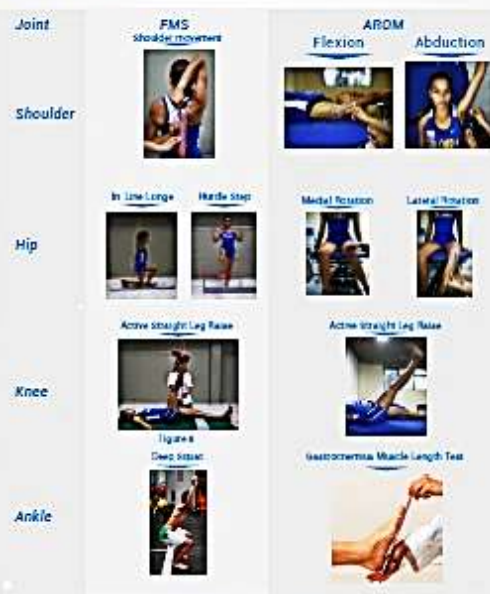 Joint
FMS
AROM
Shoulder movement
Flexion
Abduction
Shoulder
In Line Longe
Hurdle Step
Medial Rotation
Lateral Rotation
Hip
Active Straight Leg Raise
Active Straight Leg Raise
Knee
Deep Squat
Gastrocnemius Muscle Length Test
Ankle